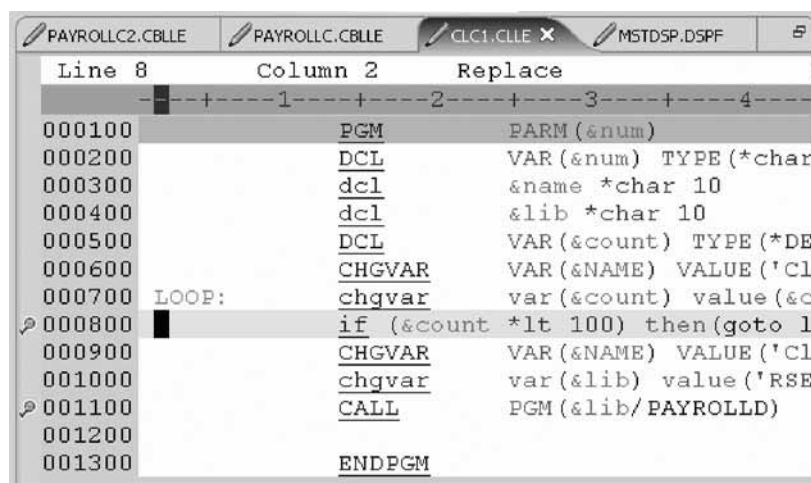 PAYROLLC2.CBLLE PAYROLLC.CBLLE CLC1.CLLE MSTDSP.DSPF
Line 8 Column 2 Replace
----+----1----+----2----+----3----+----4----
000100 PGM PARM(&num)
000200 DCL VAR(&num) TYPE(*char
000300 dcl &name *char 10
000400 dcl &lib *char 10
000500 DCL VAR(&count) TYPE(*DE
000600 CHGVAR VAR(&NAME) VALUE('Cl
000700 LOOP: chgvar var(&count) value(&c
000800 if (&count *lt 100) then(goto l
000900 CHGVAR VAR(&NAME) VALUE('Cl
001000 chgvar var(&lib) value('RSE
001100 CALL PGM(&lib/PAYROLLD)
001200
001300 ENDPGM